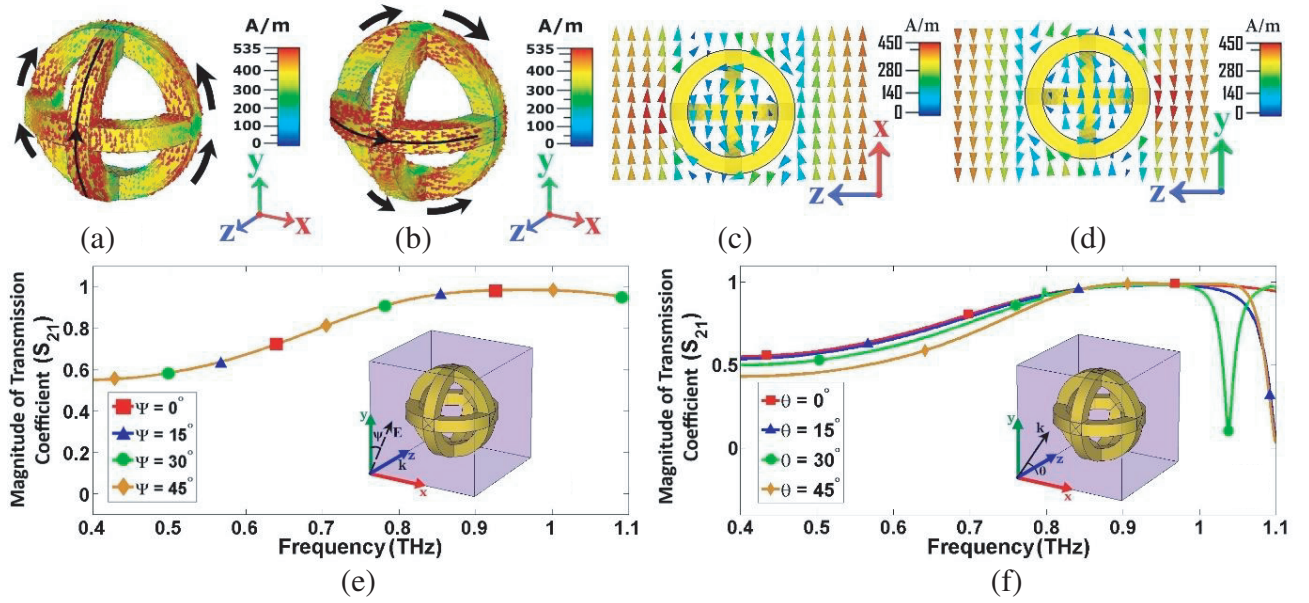 A/m
535
400
300
200
100
0
y
z
x
(a)
A/m
535
400
300
200
100
0
y
z
x
(b)
A/m
450
280
140
0
x
z
(c)
A/m
450
280
140
0
y
z
(d)
Magnitude of Transmission
Coefficient (S21)
1
0.8
0.6
0.4
0.2
0
Ψ = 0°
Ψ = 15°
Ψ = 30°
Ψ = 45°
y
Ψ
E
z
k
x
0.4
0.5
0.6
0.7
0.8
0.9
1
1.1
Frequency (THz)
(e)
Magnitude of Transmission
Coefficient (S21)
1
0.5
0
θ = 0°
θ = 15°
θ = 30°
θ = 45°
y
k
z
θ
x
0.4
0.5
0.6
0.7
0.8
0.9
1
1.1
Frequency (THz)
(f)